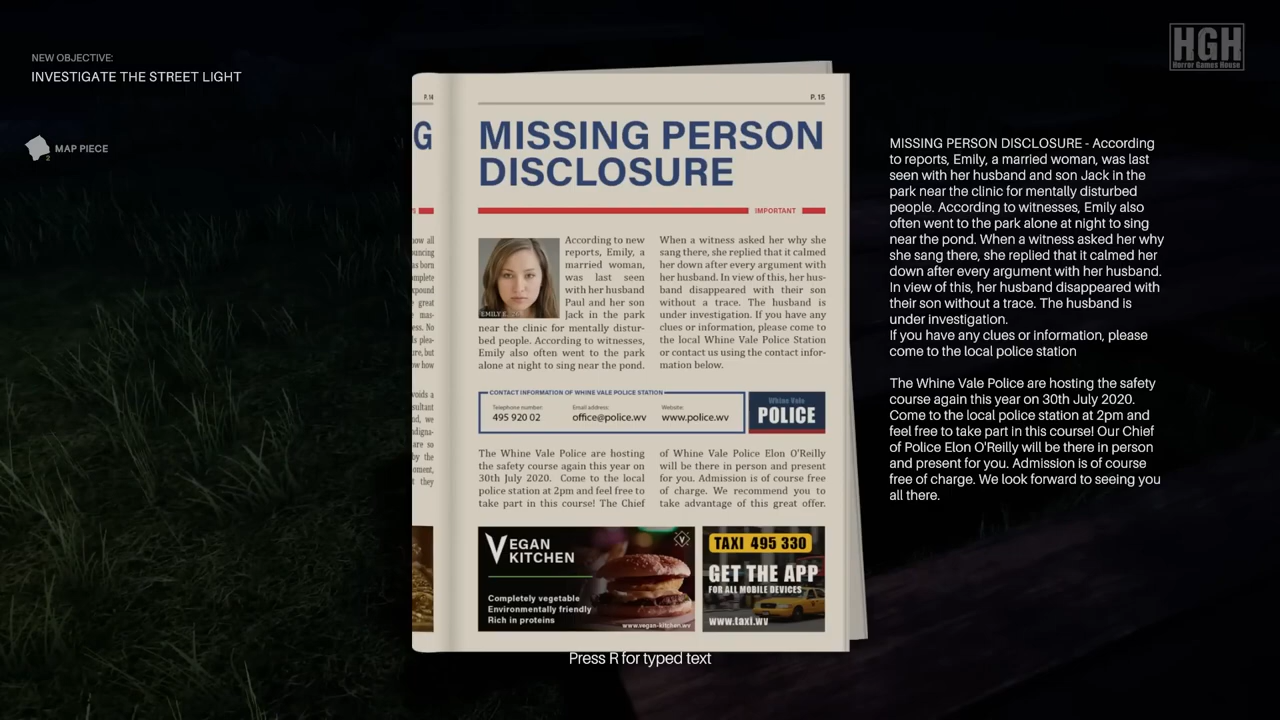 NEW OBJECTIVE:
INVESTIGATE THE STREET LIGHT
2
MAP PIECE
HGH
Horror Games House
P. 14
G
P. 15
MISSING PERSON
DISCLOSURE
IMPORTANT
According to new
reports, Emily, a
married woman,
was last seen
with her husband
Paul and her son
Jack in the park
near the clinic for mentally distur-
bed people. According to witnesses,
Emily also often went to the park
alone at night to sing near the pond.
When a witness asked her why she
sang there, she replied that it calmed
her down after every argument with
her husband. In view of this, her hus-
band disappeared with their son
without a trace. The husband is
under investigation. If you have any
clues or information, please come to
the local Whine Vale Police Station
or contact us using the contact infor-
mation below.
CONTACT INFORMATION OF WHINE VALE POLICE STATION
Telephone number:
495 920 02
Email address:
office@police.wv
Website:
www.police.wv
Whine Vale
POLICE
The Whine Vale Police are hosting
the safety course again this year on
30th July 2020. Come to the local
police station at 2pm and feel free to
take part in this course! The Chief
of Whine Vale Police Elon O'Reilly
will be there in person and present
for you. Admission is of course free
of charge. We recommend you to
take advantage of this great offer.
VEGAN
KITCHEN
Completely vegetable
Environmentally friendly
Rich in proteins
www.vegan-kitchen.wv
TAXI 495 330
GET THE APP
FOR ALL MOBILE DEVICES
www.taxi.wv
Press R for typed text
MISSING PERSON DISCLOSURE - According
to reports, Emily, a married woman, was last
seen with her husband and son Jack in the
park near the clinic for mentally disturbed
people. According to witnesses, Emily also
often went to the park alone at night to sing
near the pond. When a witness asked her why
she sang there, she replied that it calmed her
down after every argument with her husband.
In view of this, her husband disappeared with
their son without a trace. The husband is
under investigation.
If you have any clues or information, please
come to the local police station
The Whine Vale Police are hosting the safety
course again this year on 30th July 2020.
Come to the local police station at 2pm and
feel free to take part in this course! Our Chief
of Police Elon O'Reilly will be there in person
and present for you. Admission is of course
free of charge. We look forward to seeing you
all there.